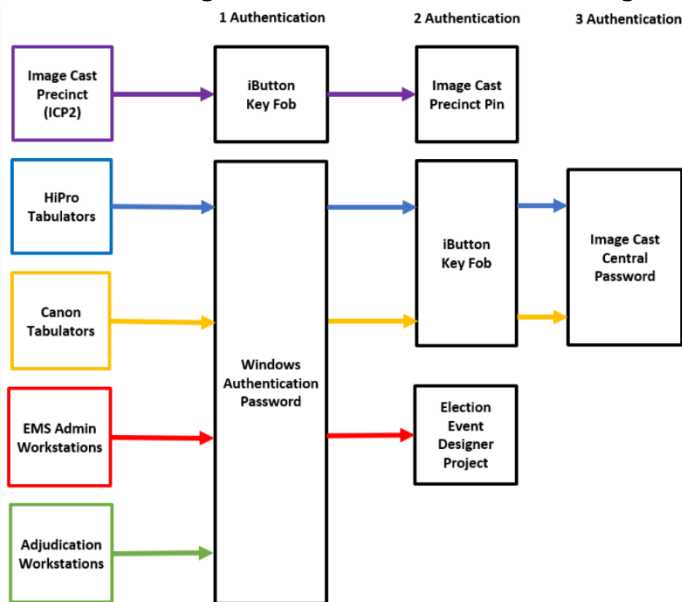 1 Authentication
2 Authentication
3 Authentication
Image Cast
Precinct
(ICP2)
iButton
Key Fob
Image Cast
Precinct Pin
HiPro
Tabulators
iButton
Key Fob
Image Cast
Central
Password
Canon
Tabulators
Windows
Authentication
Password
EMS Admin
Workstations
Election
Event
Designer
Project
Adjudication
Workstations